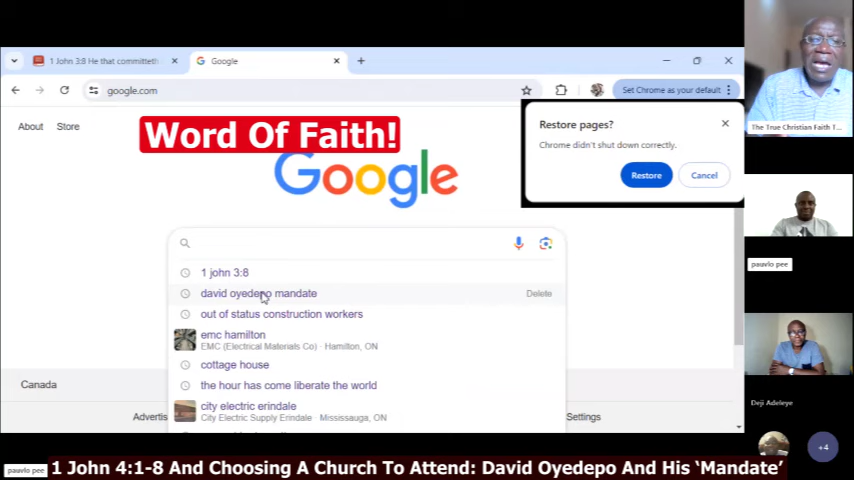 1 John 3:8 He that committeth
Google
google.com
Set Chrome as your default
About
Store
Word Of Faith!
Google
Restore pages?
Chrome didn't shut down correctly.
Restore
Cancel
The True Christian Faith T...
1 john 3:8
david oyedepo mandate
Delete
out of status construction workers
emc hamilton
EMC (Electrical Materials Co) · Hamilton, ON
cottage house
the hour has come liberate the world
city electric erindale
City Electric Supply Erindale · Mississauga, ON
Canada
Advertis
Settings
pauvlo pee
Deji Adeleye
+4
pauvlo pee
1 John 4:1-8 And Choosing A Church To Attend: David Oyedepo And His ‘Mandate’